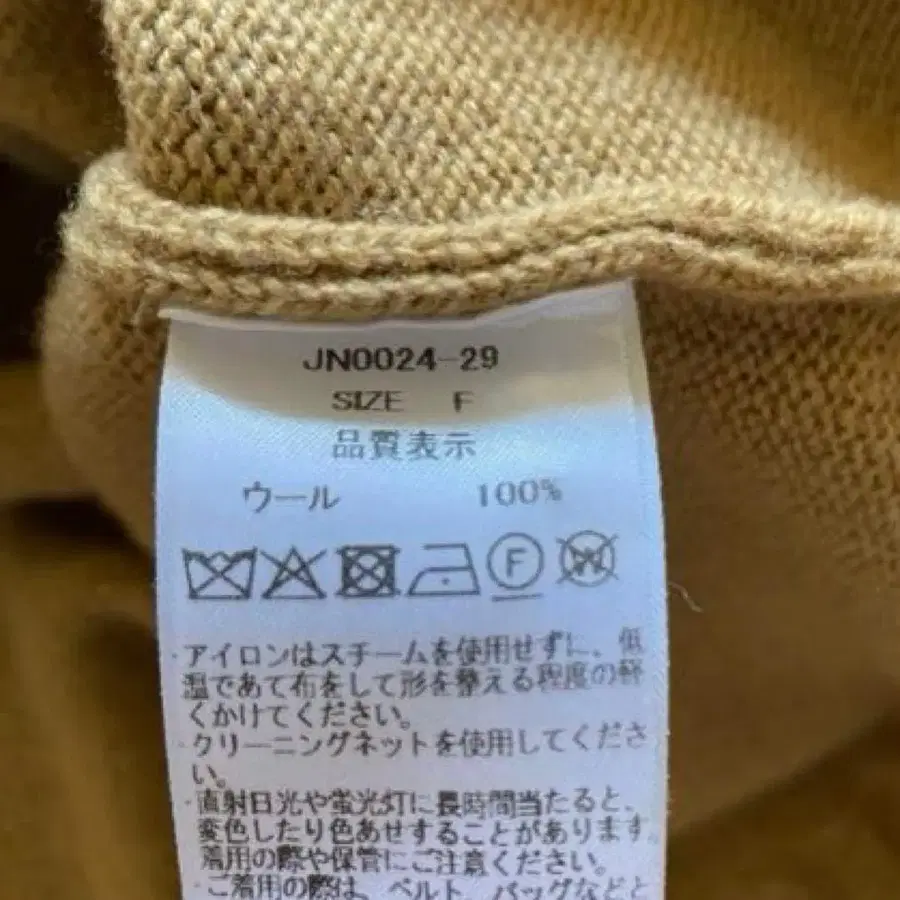 JN0024-29
SIZE F
品質表示
ウール 100%
F
W
・アイロンはスチームを使用せずに、低
温であて布をして形を整える程度の軽
くかけてください。
・クリーニングネットを使用してくださ
い。
・直射日光や蛍光灯に長時間当たると、
変色したり色あせすることがあります。
着用の際や保管にご注意ください。
・ご着用の際は、ベルト、バッグなどと